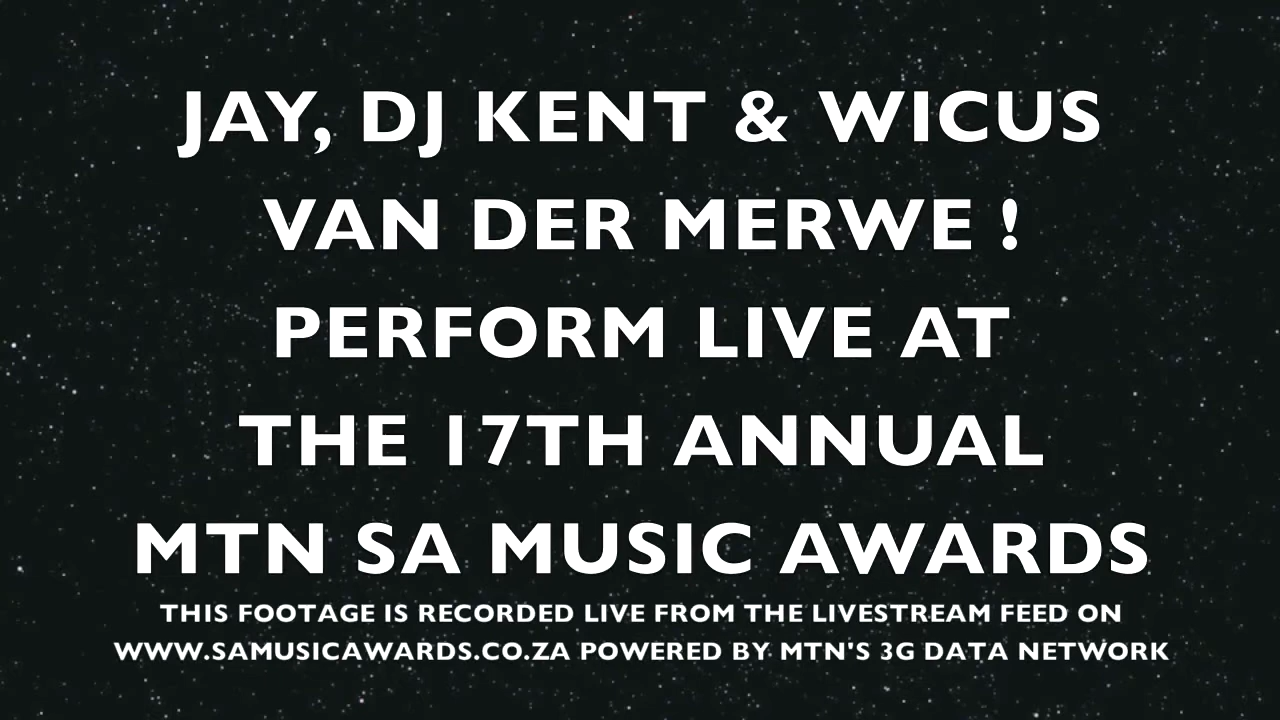 JAY, DJ KENT & WICUS
VAN DER MERWE !
PERFORM LIVE AT
THE 17TH ANNUAL
MTN SA MUSIC AWARDS
THIS FOOTAGE IS RECORDED LIVE FROM THE LIVESTREAM FEED ON
WWW.SAMUSICAWARDS.CO.ZA POWERED BY MTN'S 3G DATA NETWORK